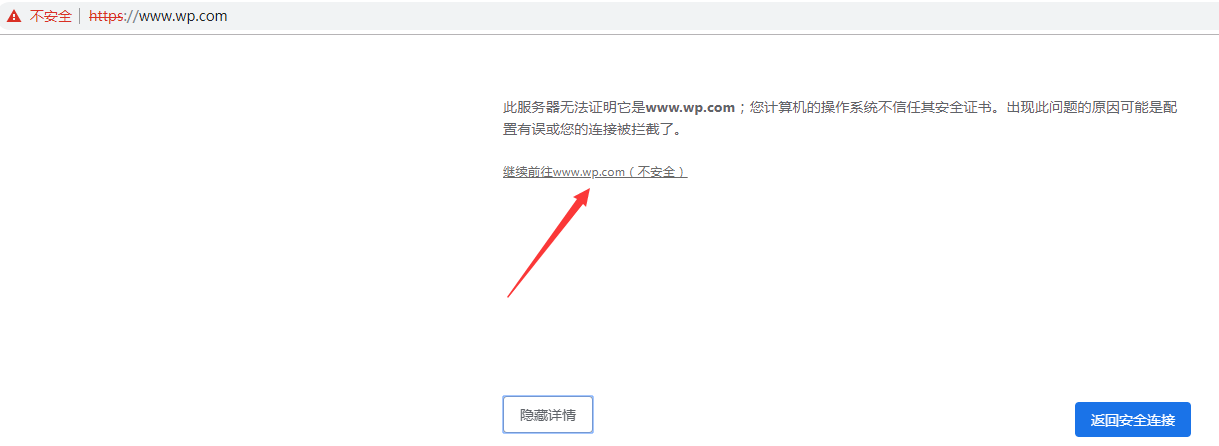 不安全 | https://www.wp.com
此服务器无法证明它是www.wp.com；您计算机的操作系统不信任其安全证书。出现此问题的原因可能是配
置有误或您的连接被拦截了。
继续前往www.wp.com（不安全）
隐藏详情
返回安全连接